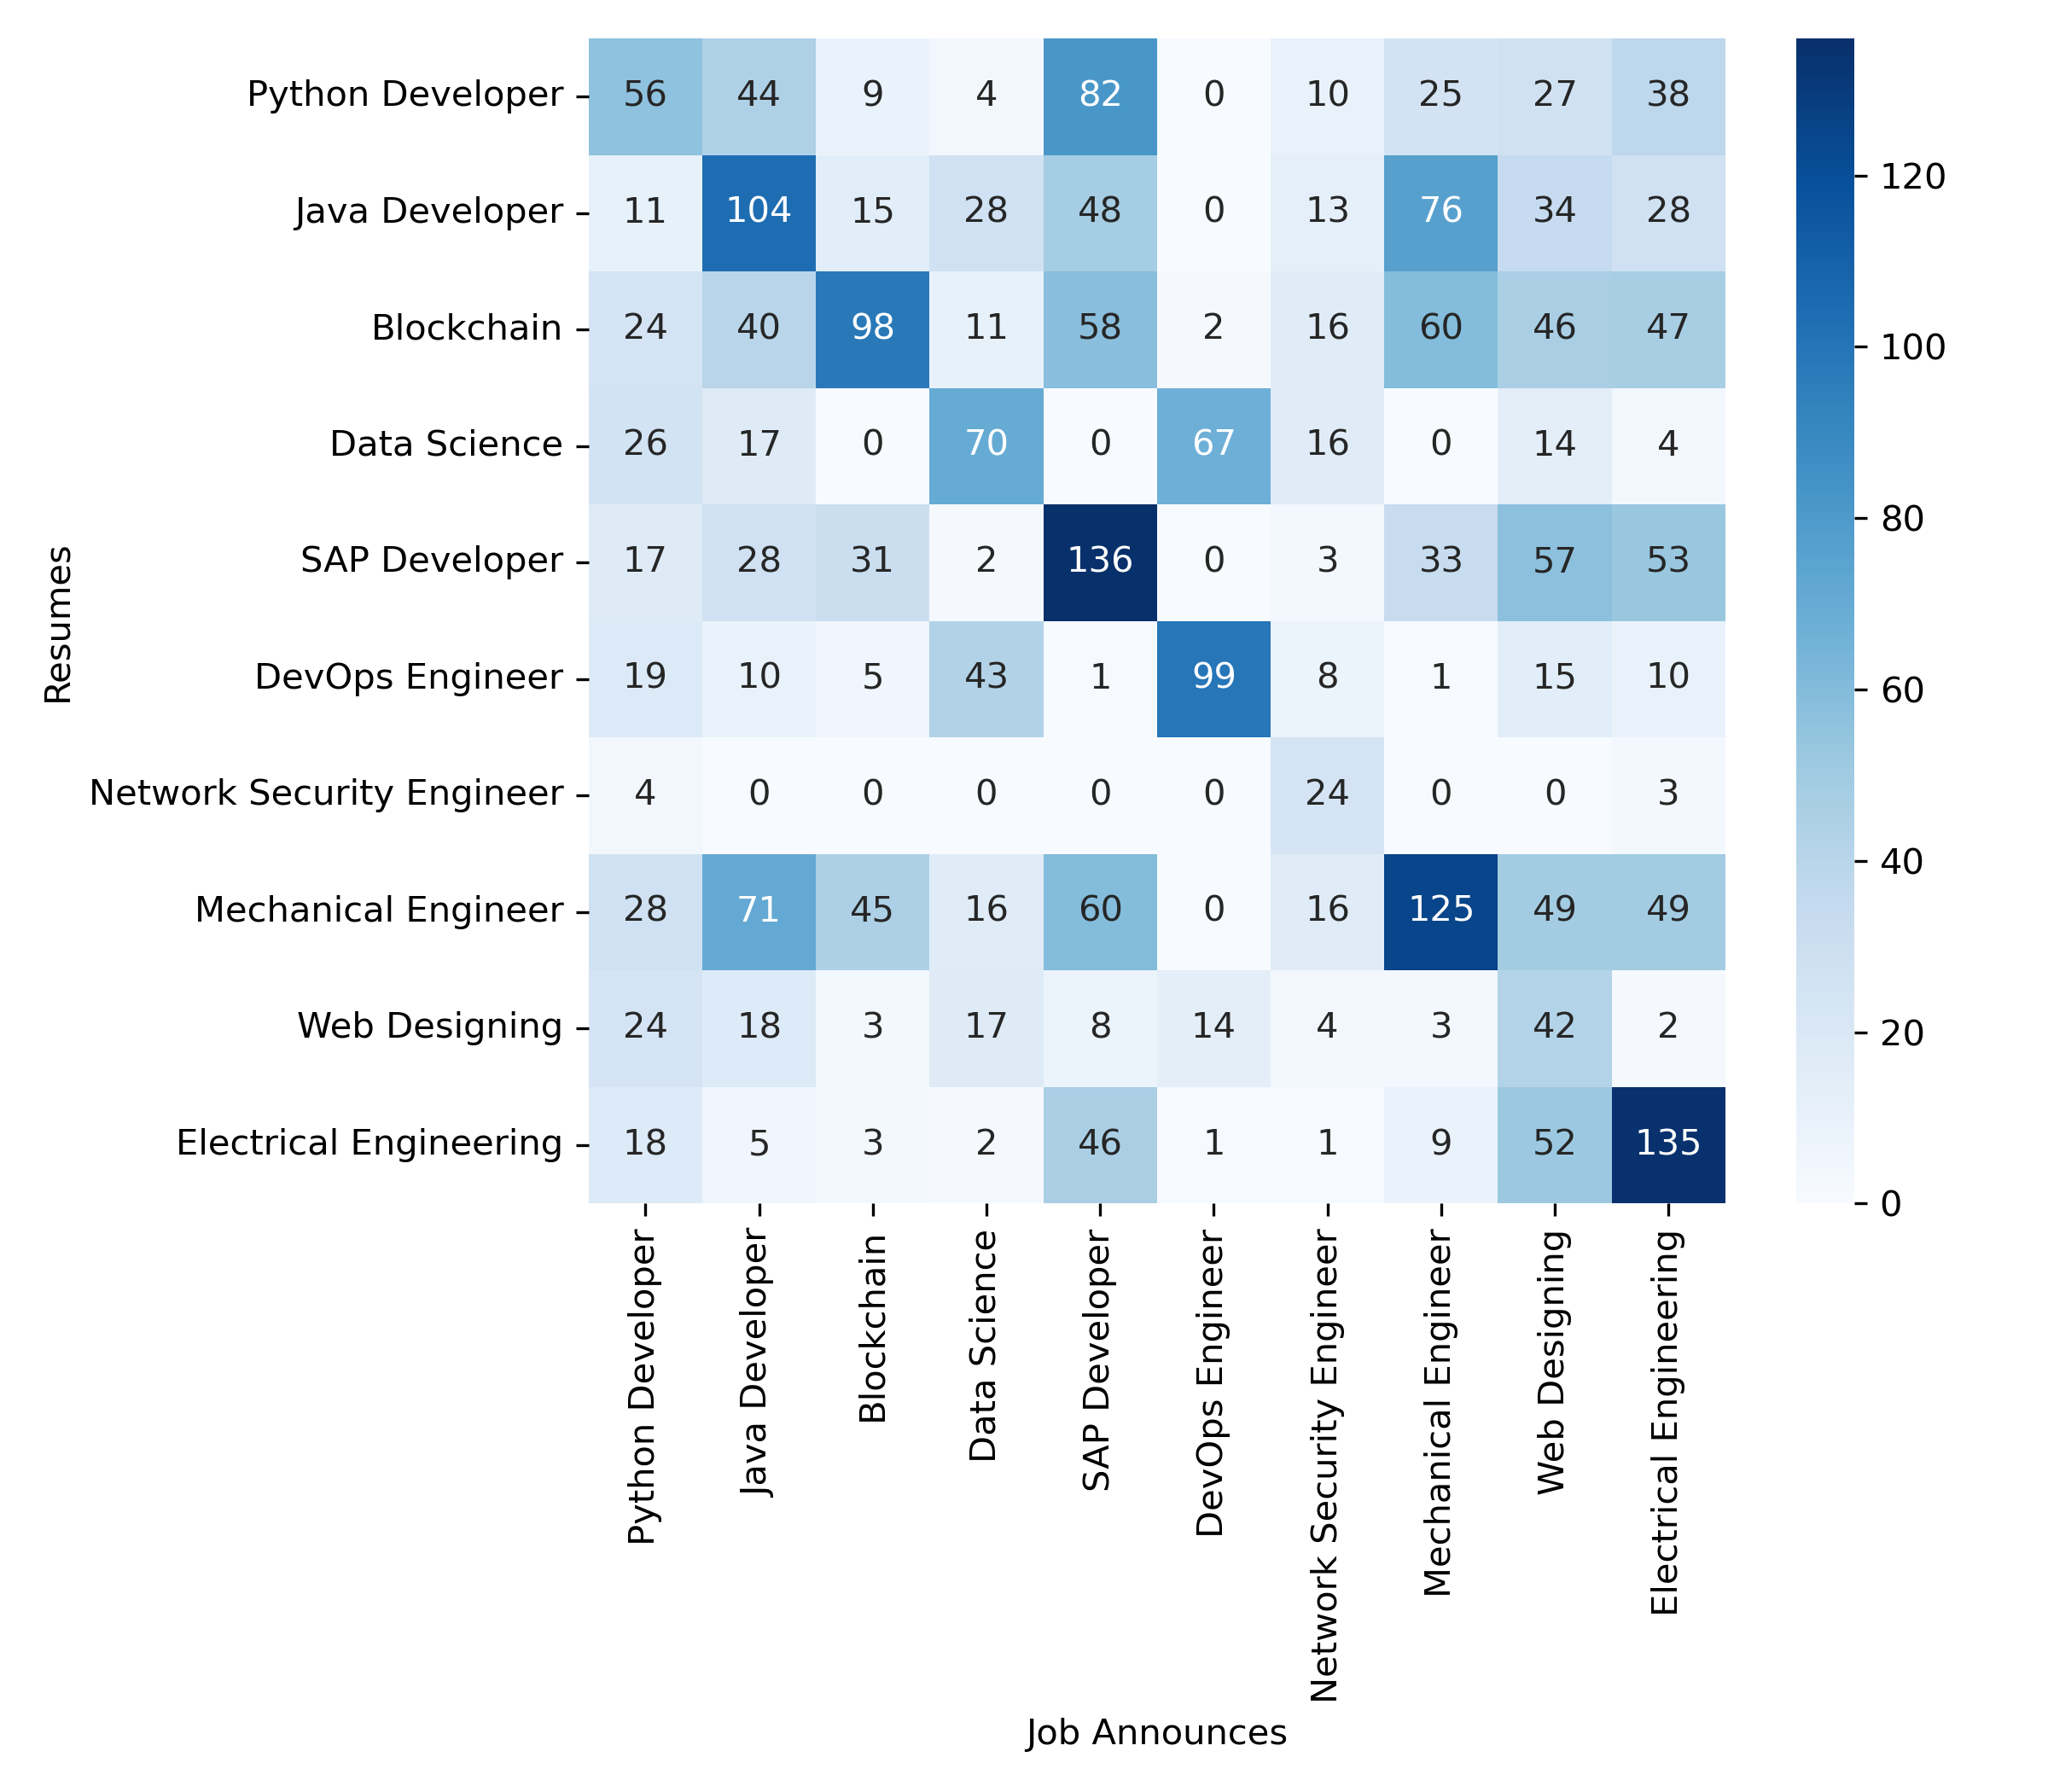 Python Developer 56 44 9 4 82 0 10 25 27 38
Java Developer 11 104 15 28 48 0 13 76 34 28
Blockchain 24 40 98 11 58 2 16 60 46 47
Data Science 26 17 0 70 0 67 16 0 14 4
SAP Developer 17 28 31 2 136 0 3 33 57 53
DevOps Engineer 19 10 5 43 1 99 8 1 15 10
Network Security Engineer 4 0 0 0 0 0 24 0 0 3
Mechanical Engineer 28 71 45 16 60 0 16 125 49 49
Web Designing 24 18 3 17 8 14 4 3 42 2
Electrical Engineering 18 5 3 2 46 1 1 9 52 135
Resumes
Python Developer
Java Developer
Blockchain
Data Science
SAP Developer
DevOps Engineer
Network Security Engineer
Mechanical Engineer
Web Designing
Electrical Engineering
Job Announces
120
100
80
60
40
20
0